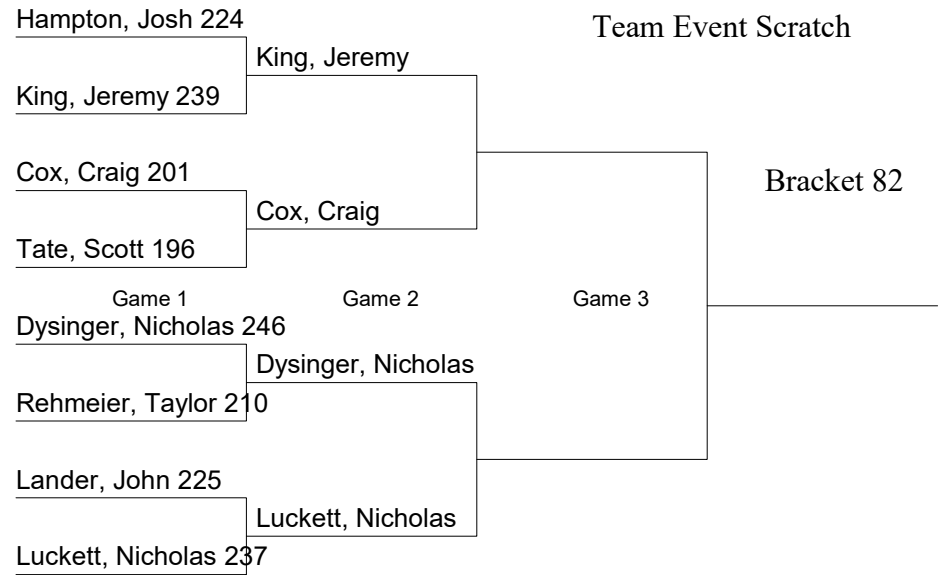 Hampton, Josh 224
Team Event Scratch
King, Jeremy
King, Jeremy 239
Cox, Craig 201
Bracket 82
Cox, Craig
Tate, Scott 196
Game 1
Game 2
Game 3
Dysinger, Nicholas 246
Dysinger, Nicholas
Rehmeier, Taylor 210
Lander, John 225
Luckett, Nicholas
Luckett, Nicholas 237